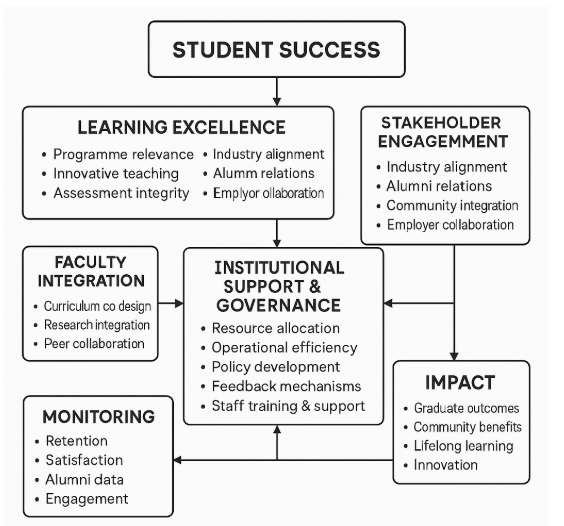 STUDENT SUCCESS
LEARNING EXCELLENCE
• Programme relevance
• Innovative teaching
• Assessment integrity
• Industry alignment
• Alumm relations
• Emplyor ollaboration
STAKEHOLDER
ENGAGEMMENT
• Industry alignment
• Alumni relations
• Community integration
• Employer collaboration
FACULTY
INTEGRATION
• Curriculum co design
• Research integration
• Peer collaboration
INSTITUTIONAL
SUPPORT &
GOVERNANCE
• Resource allocation
• Operational efficiency
• Policy development
• Feedback mechanisms
• Staff training & support
IMPACT
• Graduate outcomes
• Community benefits
• Lifelong learning
• Innovation
MONITORING
• Retention
• Satisfaction
• Alumni data
• Engagement